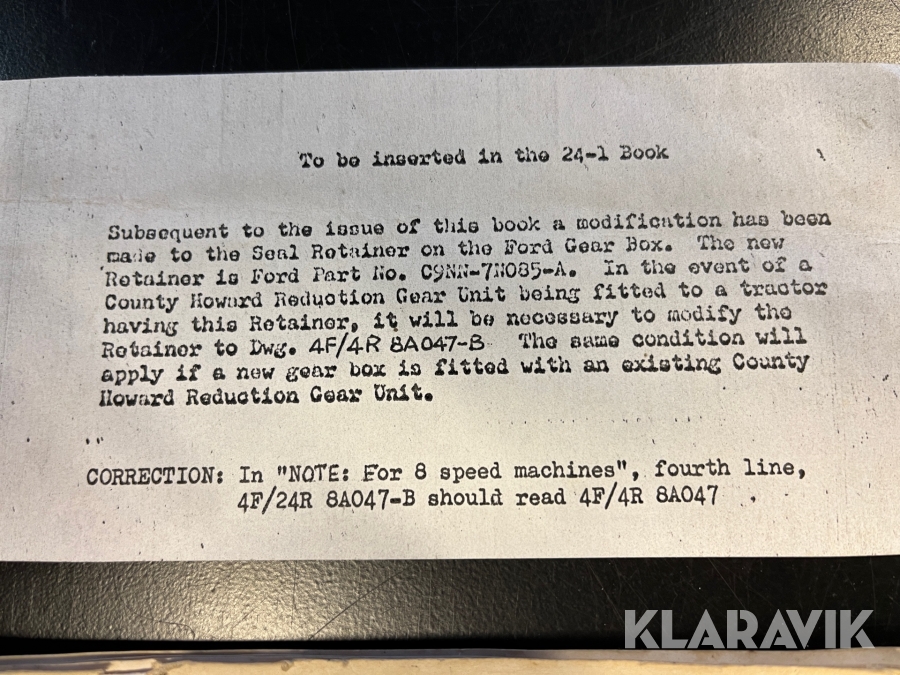 To be inserted in the 24-1 Book
Subsequent to the issue of this book a modification has been
made to the Seal Retainer on the Ford Gear Box. The new
Retainer is Ford Part No. C9NN-7N085-A. In the event of a
County Howard Reduction Gear Unit being fitted to a tractor
having this Retainer, it will be necessary to modify the
Retainer to Dwg. 4F/4R 8A047-B The same condition will
apply if a new gear box is fitted with an existing County
Howard Reduction Gear Unit.
CORRECTION: In "NOTE: For 8 speed machines", fourth line,
4F/24R 8A047-B should read 4F/4R 8A047 .
KLARAVIK